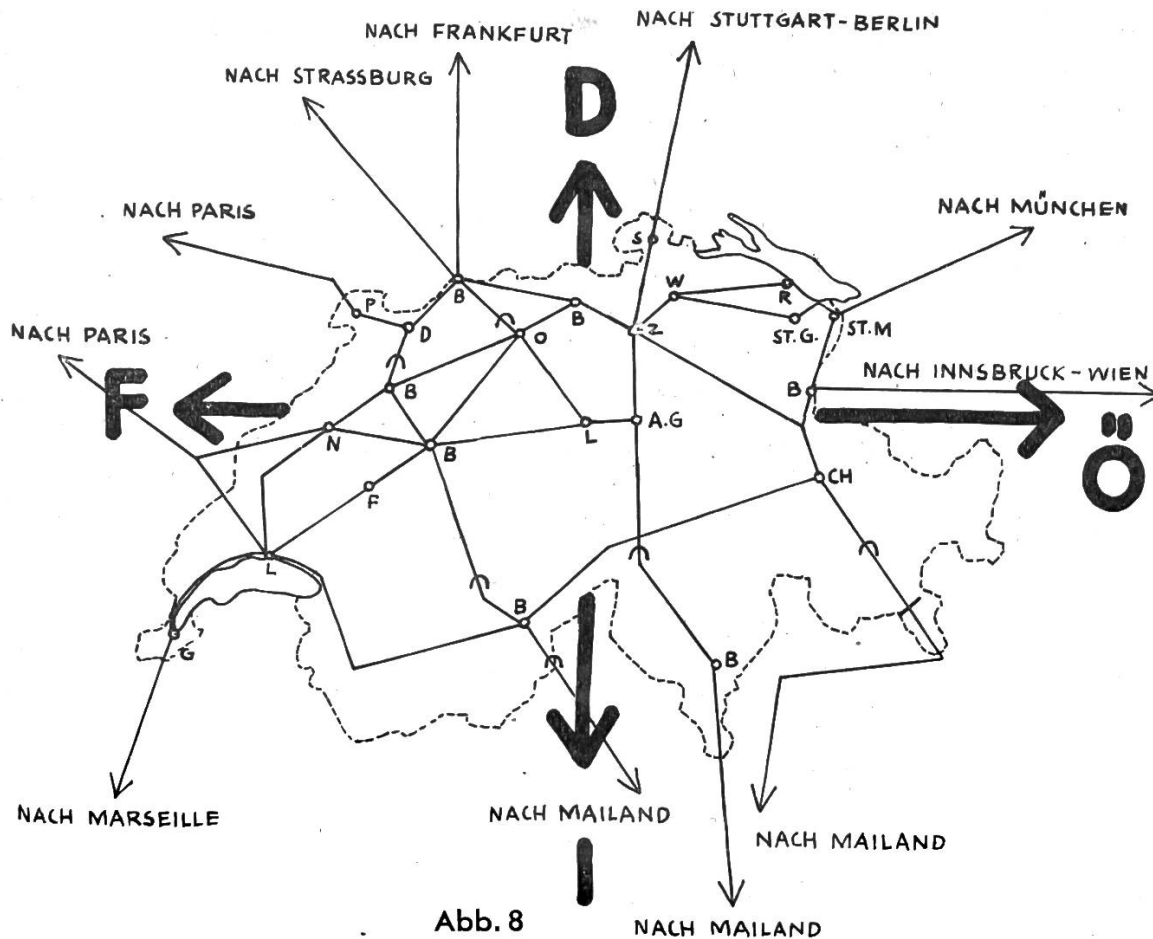 NACH FRANKFURT
NACH STUTTGART-BERLIN
NACH STRASSBURG
D
NACH PARIS
NACH MÜNCHEN
S
W
R
B
P
D
B
O
Z
ST.G.
ST.M
NACH PARIS
F
B
B
NACH INNSBRUCK-WIEN
Ö
N
B
L
A.G
F
CH
L
G
B
B
NACH MARSEILLE
NACH MAILAND
NACH MAILAND
I
Abb. 8
NACH MAILAND